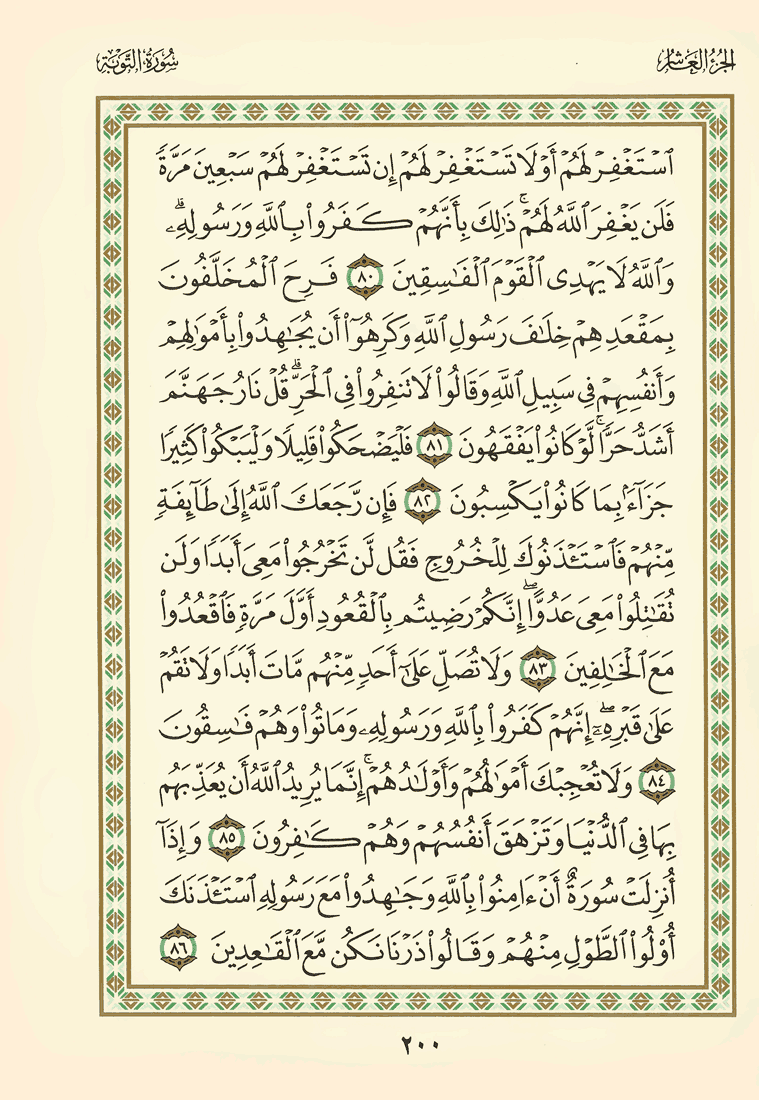 الجزء العاشر
سورة التوبة
ٱسۡتَغۡفِرۡ لَهُمۡ أَوۡ لَا تَسۡتَغۡفِرۡ لَهُمۡ إِن تَسۡتَغۡفِرۡ لَهُمۡ سَبۡعِينَ مَرَّةٗ
فَلَن يَغۡفِرَ ٱللَّهُ لَهُمۡۚ ذَٰلِكَ بِأَنَّهُمۡ كَفَرُواْ بِٱللَّهِ وَرَسُولِهِۦۗ
وَٱللَّهُ لَا يَهۡدِي ٱلۡقَوۡمَ ٱلۡفَٰسِقِينَ ٨٠ فَرِحَ ٱلۡمُخَلَّفُونَ
بِمَقۡعَدِهِمۡ خِلَٰفَ رَسُولِ ٱللَّهِ وَكَرِهُوٓاْ أَن يُجَٰهِدُواْ بِأَمۡوَٰلِهِمۡ
وَأَنفُسِهِمۡ فِي سَبِيلِ ٱللَّهِ وَقَالُواْ لَا تَنفِرُواْ فِي ٱلۡحَرِّۗ قُلۡ نَارُ جَهَنَّمَ
أَشَدُّ حَرّٗاۚ لَّوۡ كَانُواْ يَفۡقَهُونَ ٨١ فَلۡيَضۡحَكُواْ قَلِيلٗا وَلۡيَبۡكُواْ كَثِيرٗا
جَزَآءَۢ بِمَا كَانُواْ يَكۡسِبُونَ ٨٢ فَإِن رَّجَعَكَ ٱللَّهُ إِلَىٰ طَآئِفَةٖ
مِّنۡهُمۡ فَٱسۡتَـٔۡذَنُوكَ لِلۡخُرُوجِ فَقُل لَّن تَخۡرُجُواْ مَعِيَ أَبَدٗا وَلَن
تُقَٰتِلُواْ مَعِيَ عَدُوًّاۖ إِنَّكُمۡ رَضِيتُم بِٱلۡقُعُودِ أَوَّلَ مَرَّةٖ فَٱقۡعُدُواْ
مَعَ ٱلۡخَٰلِفِينَ ٨٣ وَلَا تُصَلِّ عَلَىٰٓ أَحَدٖ مِّنۡهُم مَّاتَ أَبَدٗا وَلَا تَقُمۡ
عَلَىٰ قَبۡرِهِۦٓۖ إِنَّهُمۡ كَفَرُواْ بِٱللَّهِ وَرَسُولِهِۦ وَمَاتُواْ وَهُمۡ فَٰسِقُونَ
٨٤ وَلَا تُعۡجِبۡكَ أَمۡوَٰلُهُمۡ وَأَوۡلَٰدُهُمۡۚ إِنَّمَا يُرِيدُ ٱللَّهُ أَن يُعَذِّبَهُم
بِهَا فِي ٱلدُّنۡيَا وَتَزۡهَقَ أَنفُسُهُمۡ وَهُمۡ كَٰفِرُونَ ٨٥ وَإِذَآ
أُنزِلَتۡ سُورَةٌ أَنۡ ءَامِنُواْ بِٱللَّهِ وَجَٰهِدُواْ مَعَ رَسُولِهِ ٱسۡتَـٔۡذَنَكَ
أُوْلُواْ ٱلطَّوۡلِ مِنۡهُمۡ وَقَالُواْ ذَرۡنَا نَكُن مَّعَ ٱلۡقَٰعِدِينَ ٨٦
٢٠٠